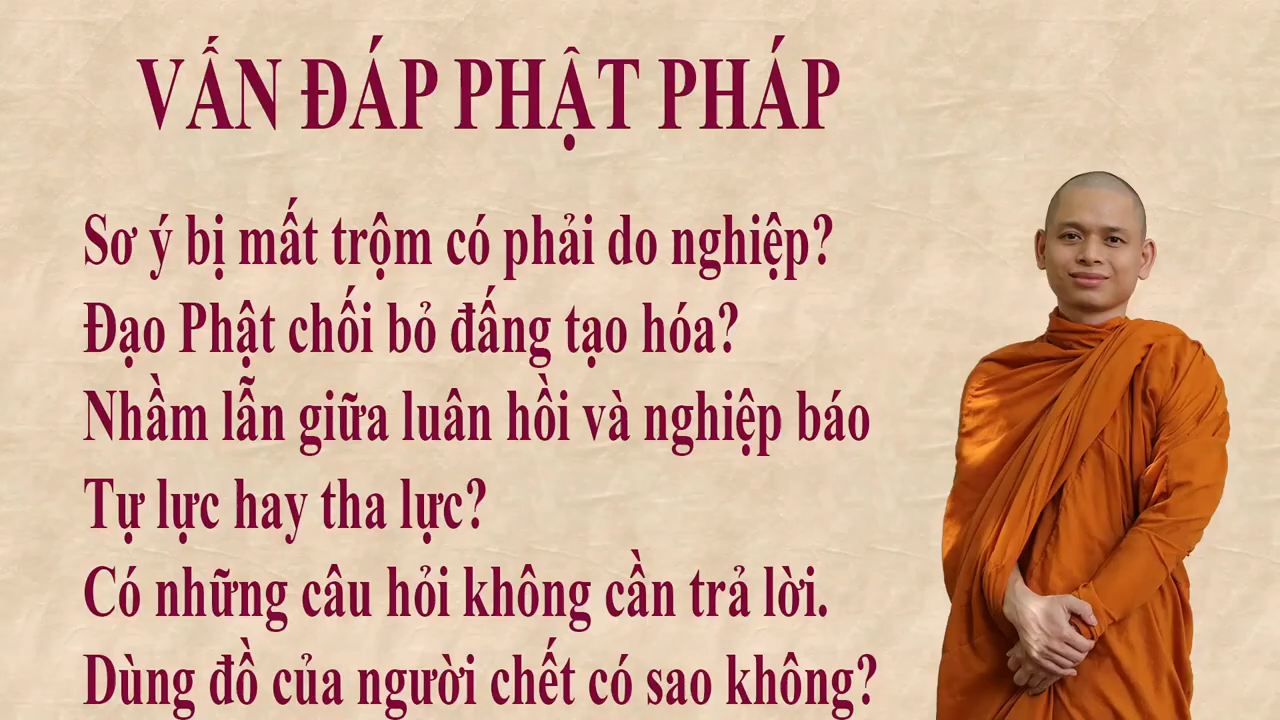 VẤN ĐÁP PHẬT PHÁP
Sơ ý bị mất trộm có phải do nghiệp?
Đạo Phật chối bỏ đấng tạo hóa?
Nhầm lẫn giữa luân hồi và nghiệp báo
Tự lực hay tha lực?
Có những câu hỏi không cần trả lời.
Dùng đồ của người chết có sao không?